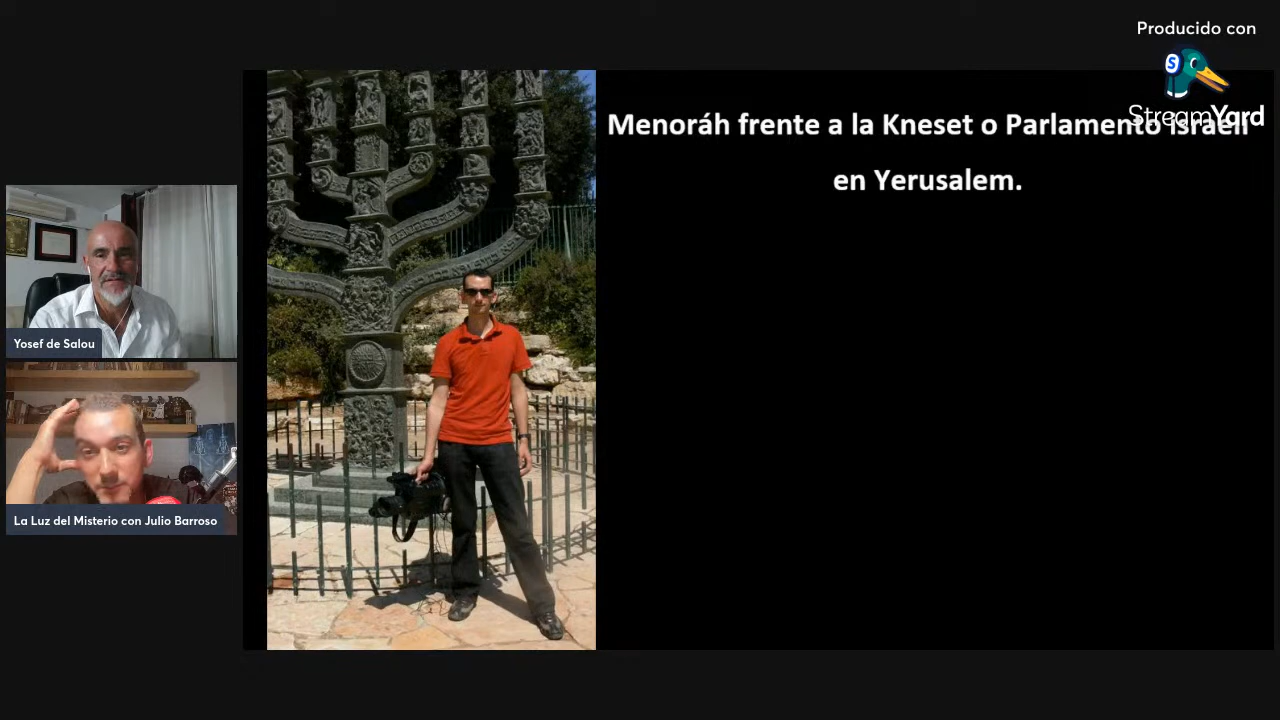 Producido con
StreamYard
Menoráh frente a la Kneset o Parlamento Israelí
en Yerusalem.
Yosef de Salou
La Luz del Misterio con Julio Barroso